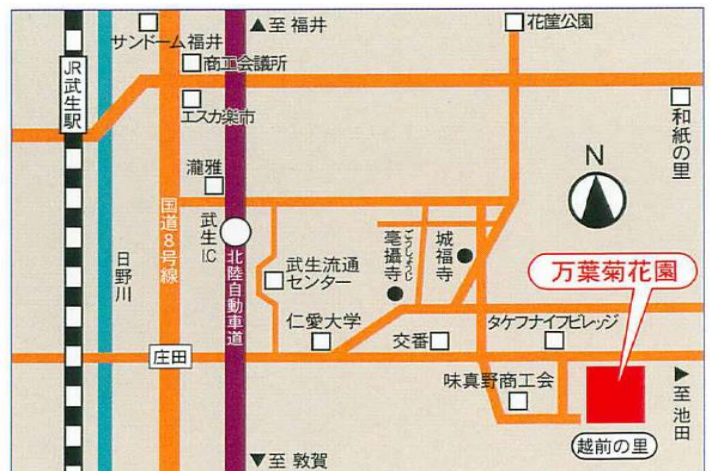 ▲至 福井
花筐公園
サンドーム福井
商工会議所
JR武生駅
エスカ楽市
和紙の里
瀧雅
N
国道8号線
武生I.C
北陸自動車道
日野川
武生流通
センター
ごうしょうじ
毫攝寺
城福寺
万葉菊花園
仁愛大学
交番
タケフナイフビレッジ
庄田
味真野商工会
▶至 池田
越前の里
▼至 敦賀